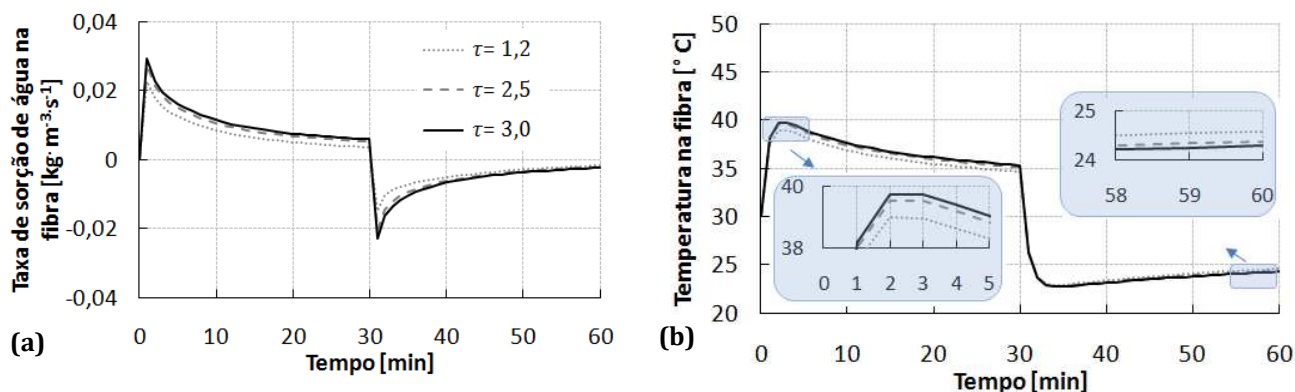 Taxa de sorção de água na
fibra [kg· m⁻³·s⁻¹]
0,04
0,02
0
-0,02
-0,04
τ= 1,2
τ= 2,5
τ= 3,0
0 10 20 30 40 50 60
Tempo [min]
(a)
Temperatura na fibra [° C]
50
45
40
35
30
25
20
40
38
0 1 2 3 4 5
25
24
58 59 60
0 10 20 30 40 50 60
Tempo [min]
(b)